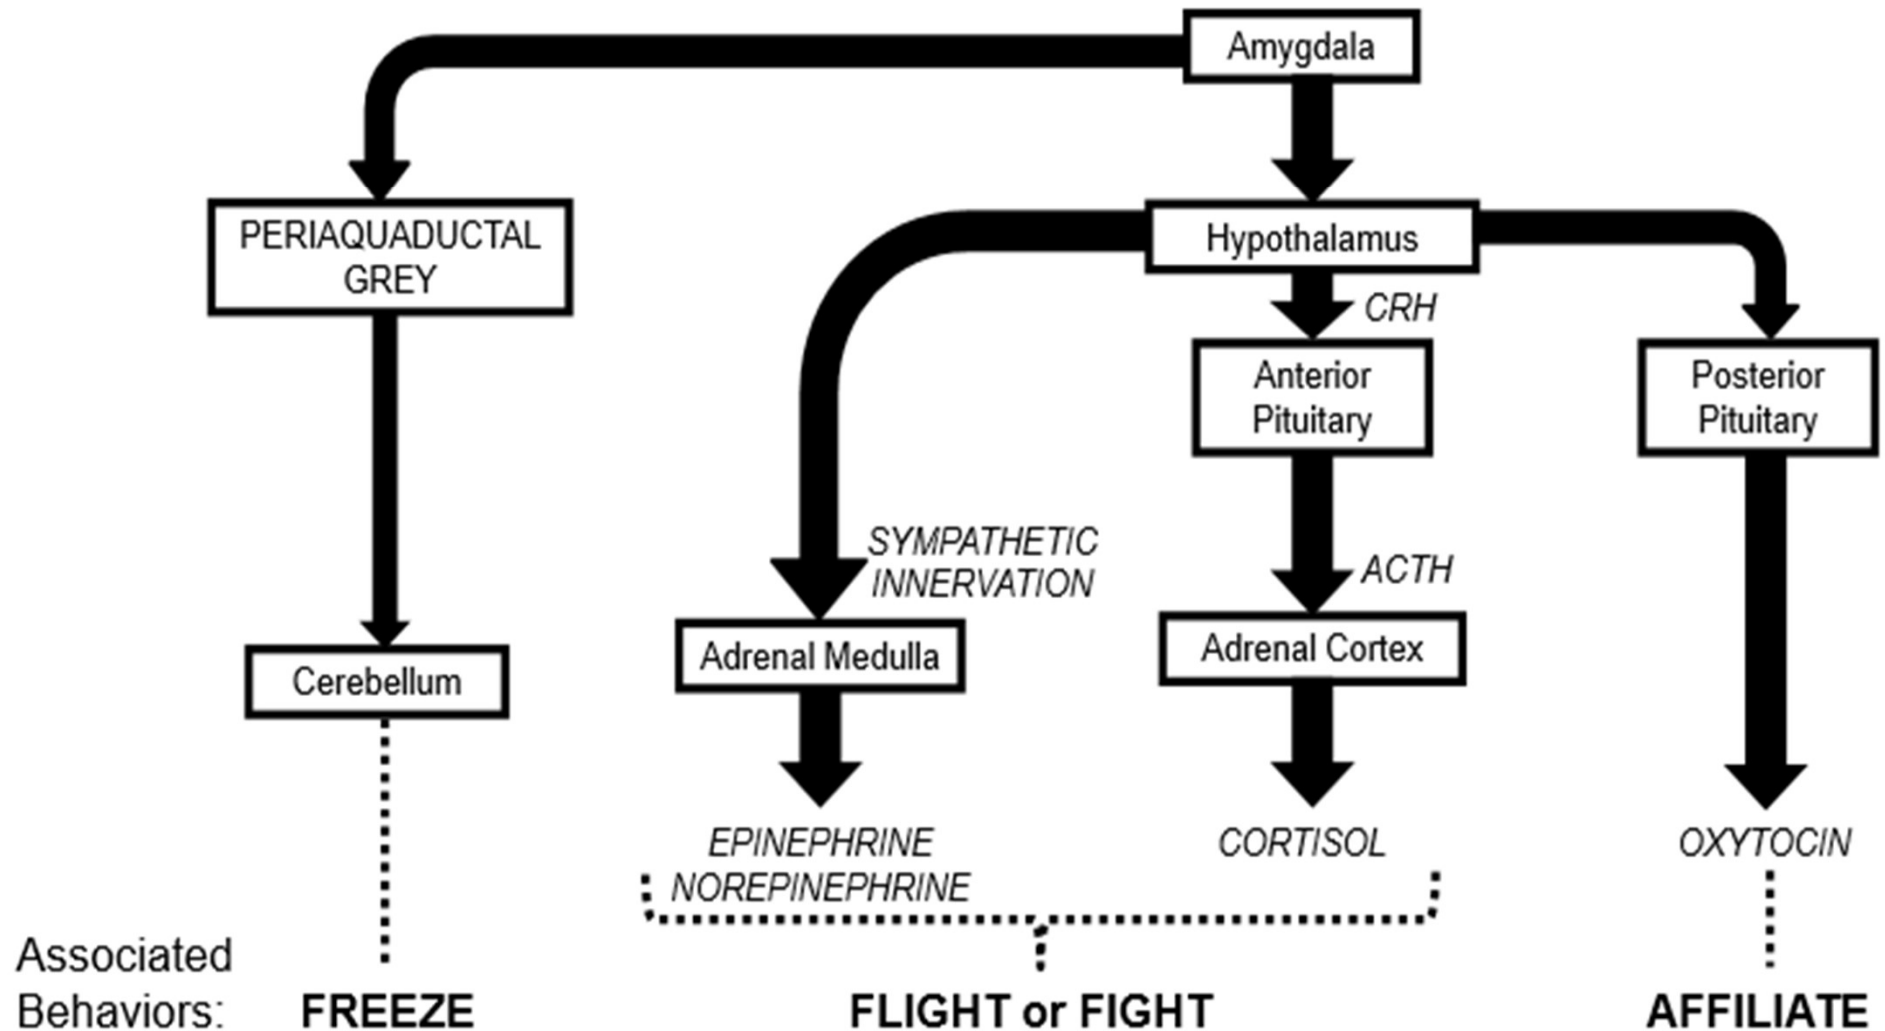 Amygdala
PERIAQUADUCTAL
GREY
Hypothalamus
CRH
Anterior
Pituitary
Posterior
Pituitary
SYMPATHETIC
INNERVATION
ACTH
Cerebellum
Adrenal Medulla
Adrenal Cortex
EPINEPHRINE
NOREPINEPHRINE
CORTISOL
OXYTOCIN
Associated
Behaviors:
FREEZE
FLIGHT or FIGHT
AFFILIATE